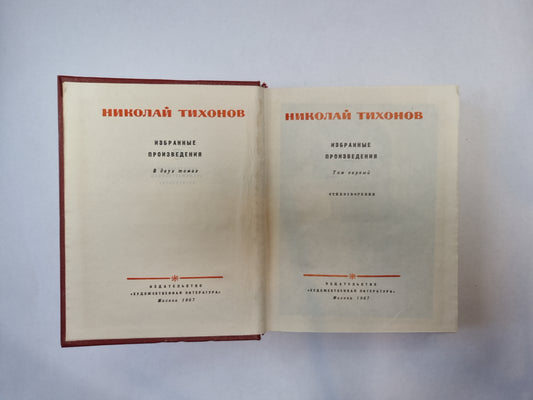 НИКОЛАЙ ТИХОНОВ
ИЗБРАННЫЕ
ПРОИЗВЕДЕНИЯ
В двух томах
ИЗДАТЕЛЬСТВО
«ХУДОЖЕСТВЕННАЯ ЛИТЕРАТУРА»
Москва 1967
НИКОЛАЙ ТИХОНОВ
ИЗБРАННЫЕ
ПРОИЗВЕДЕНИЯ
Том первый
СТИХОТВОРЕНИЯ
ИЗДАТЕЛЬСТВО
«ХУДОЖЕСТВЕННАЯ ЛИТЕРАТУРА»
Москва 1967